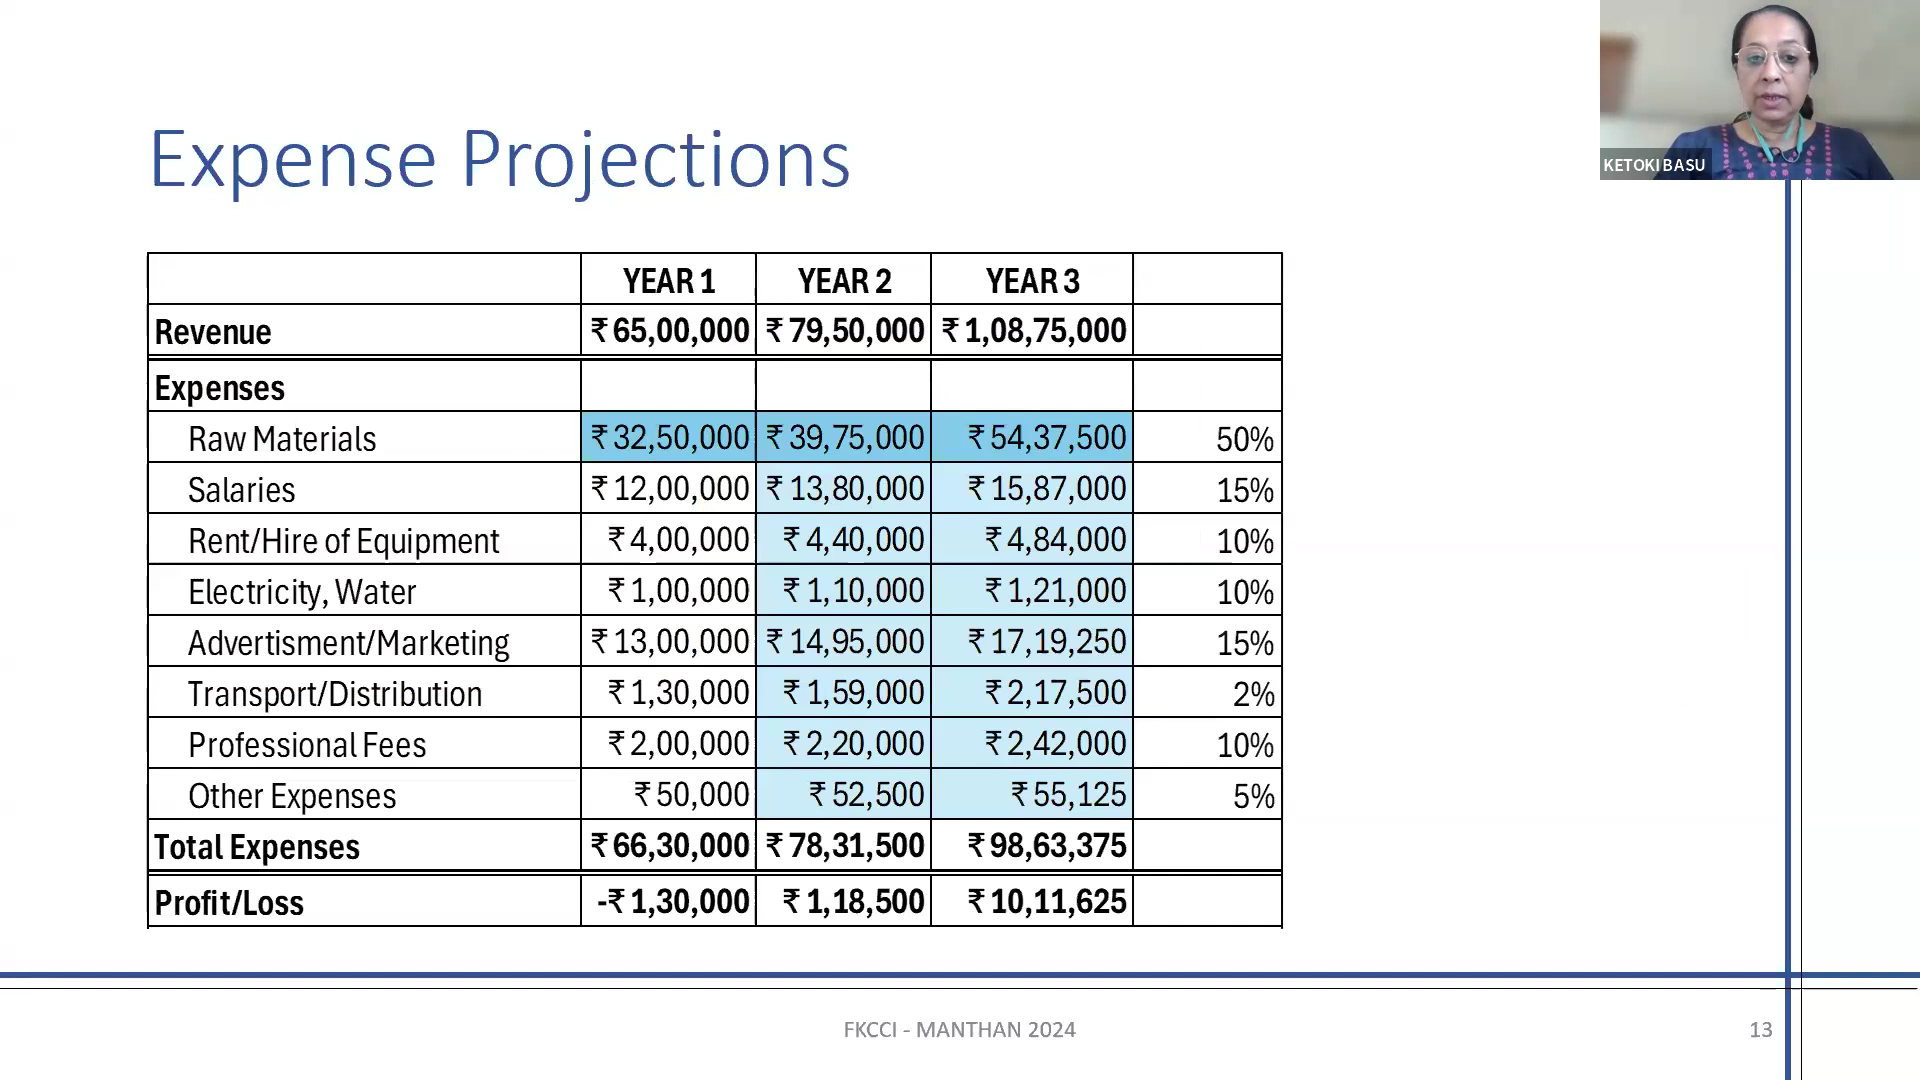 KETOKI BASU
Expense Projections
YEAR 1 YEAR 2 YEAR 3
Revenue ₹ 65,00,000 ₹ 79,50,000 ₹ 1,08,75,000
Expenses
Raw Materials ₹ 32,50,000 ₹ 39,75,000 ₹ 54,37,500 50%
Salaries ₹ 12,00,000 ₹ 13,80,000 ₹ 15,87,000 15%
Rent/Hire of Equipment ₹ 4,00,000 ₹ 4,40,000 ₹ 4,84,000 10%
Electricity, Water ₹ 1,00,000 ₹ 1,10,000 ₹ 1,21,000 10%
Advertisment/Marketing ₹ 13,00,000 ₹ 14,95,000 ₹ 17,19,250 15%
Transport/Distribution ₹ 1,30,000 ₹ 1,59,000 ₹ 2,17,500 2%
Professional Fees ₹ 2,00,000 ₹ 2,20,000 ₹ 2,42,000 10%
Other Expenses ₹ 50,000 ₹ 52,500 ₹ 55,125 5%
Total Expenses ₹ 66,30,000 ₹ 78,31,500 ₹ 98,63,375
Profit/Loss -₹ 1,30,000 ₹ 1,18,500 ₹ 10,11,625
FKCCI - MANTHAN 2024
13